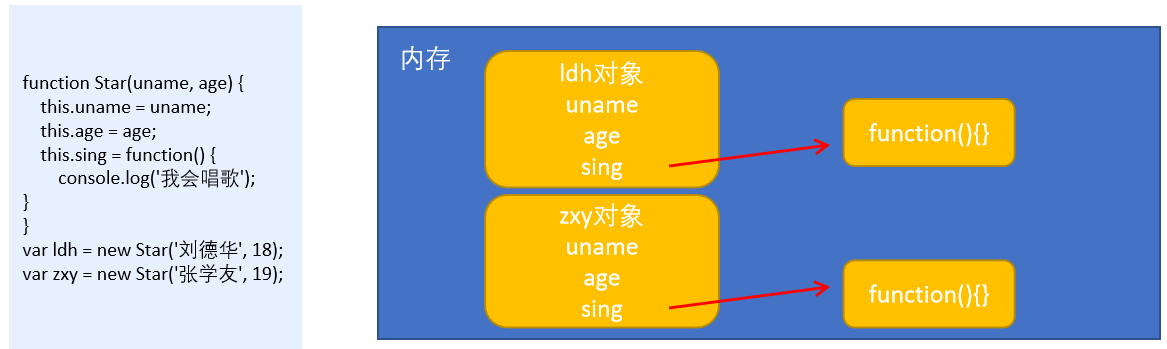 function Star(uname, age) {
this.uname = uname;
this.age = age;
this.sing = function() {
console.log('我会唱歌');
}
}
var ldh = new Star('刘德华', 18);
var zxy = new Star('张学友', 19);
内存
ldh对象
uname
age
sing
function(){}
zxy对象
uname
age
sing
function(){}